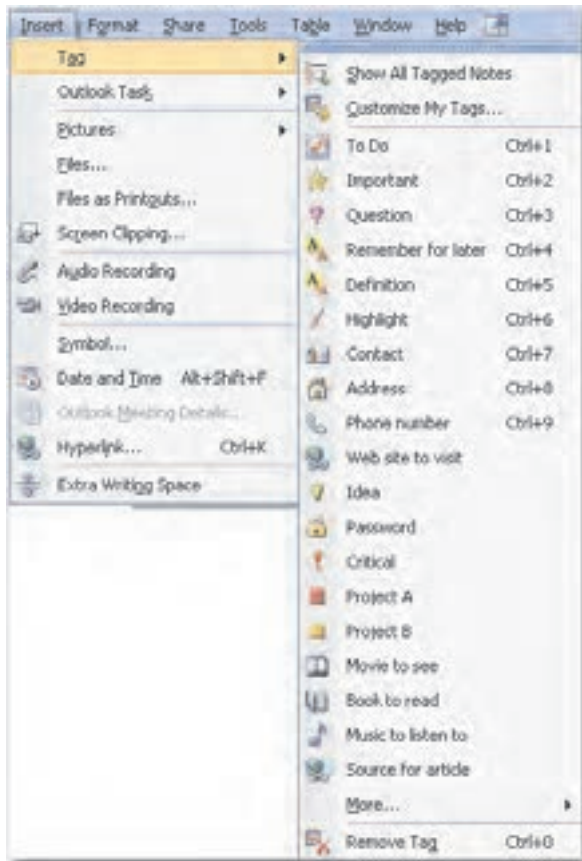 Insert Format Share Tools Table Window Help
Tag
Outlook Task
Pictures
Files...
Files as Printouts...
Screen Clipping...
Audio Recording
Video Recording
Symbol...
Date and Time Alt+Shift+F
Outlook Meeting Details...
Hyperlink... Ctrl+K
Extra Writing Space
Show All Tagged Notes
Customize My Tags...
To Do Ctrl+1
Important Ctrl+2
Question Ctrl+3
Remember for later Ctrl+4
Definition Ctrl+5
Highlight Ctrl+6
Contact Ctrl+7
Address Ctrl+8
Phone number Ctrl+9
Web site to visit
Idea
Password
Critical
Project A
Project B
Movie to see
Book to read
Music to listen to
Source for article
More...
Remove Tag Ctrl+0